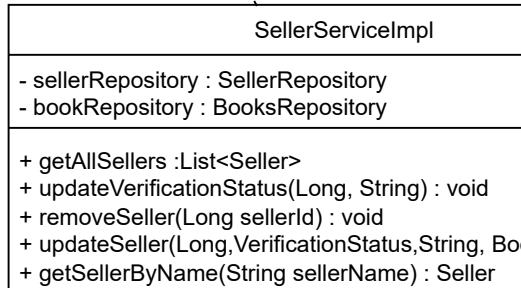 SellerServiceImpl
- sellerRepository : SellerRepository
- bookRepository : BooksRepository
+ getAllSellers :List<Seller>
+ updateVerificationStatus(Long, String) : void
+ removeSeller(Long sellerId) : void
+ updateSeller(Long,VerificationStatus,String, Boo
+ getSellerByName(String sellerName) : Seller